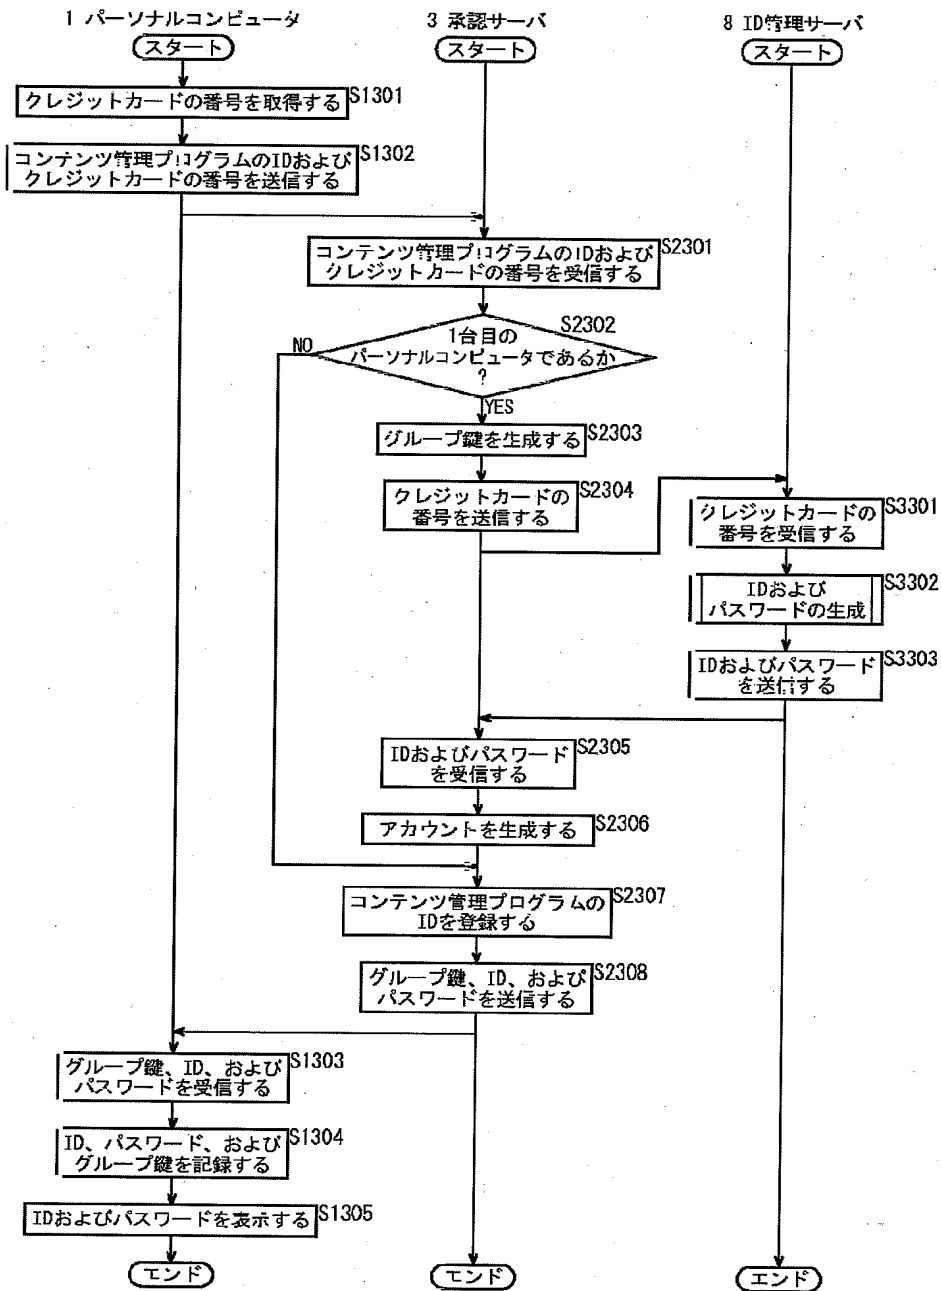 1 パーソナルコンピュータ
スタート
クレジットカードの番号を取得する
S1301
コンテンツ管理プログラムのIDおよび
クレジットカードの番号を送信する
S1302
3 承認サーバ
スタート
コンテンツ管理プログラムのIDおよび
クレジットカードの番号を受信する
S2301
1台目の
パーソナルコンピュータであるか
?
S2302
NO
YES
グループ鍵を生成する
S2303
クレジットカードの
番号を送信する
S2304
8 ID管理サーバ
スタート
クレジットカードの
番号を受信する
S3301
IDおよび
パスワードの生成
S3302
IDおよびパスワード
を送信する
S3303
IDおよびパスワード
を受信する
S2305
アカウントを生成する
S2306
コンテンツ管理プログラムの
IDを登録する
S2307
グループ鍵、ID、および
パスワードを送信する
S2308
グループ鍵、ID、および
パスワードを受信する
S1303
ID、パスワード、および
グループ鍵を記録する
S1304
IDおよびパスワードを表示する
S1305
エンド
エンド
エンド